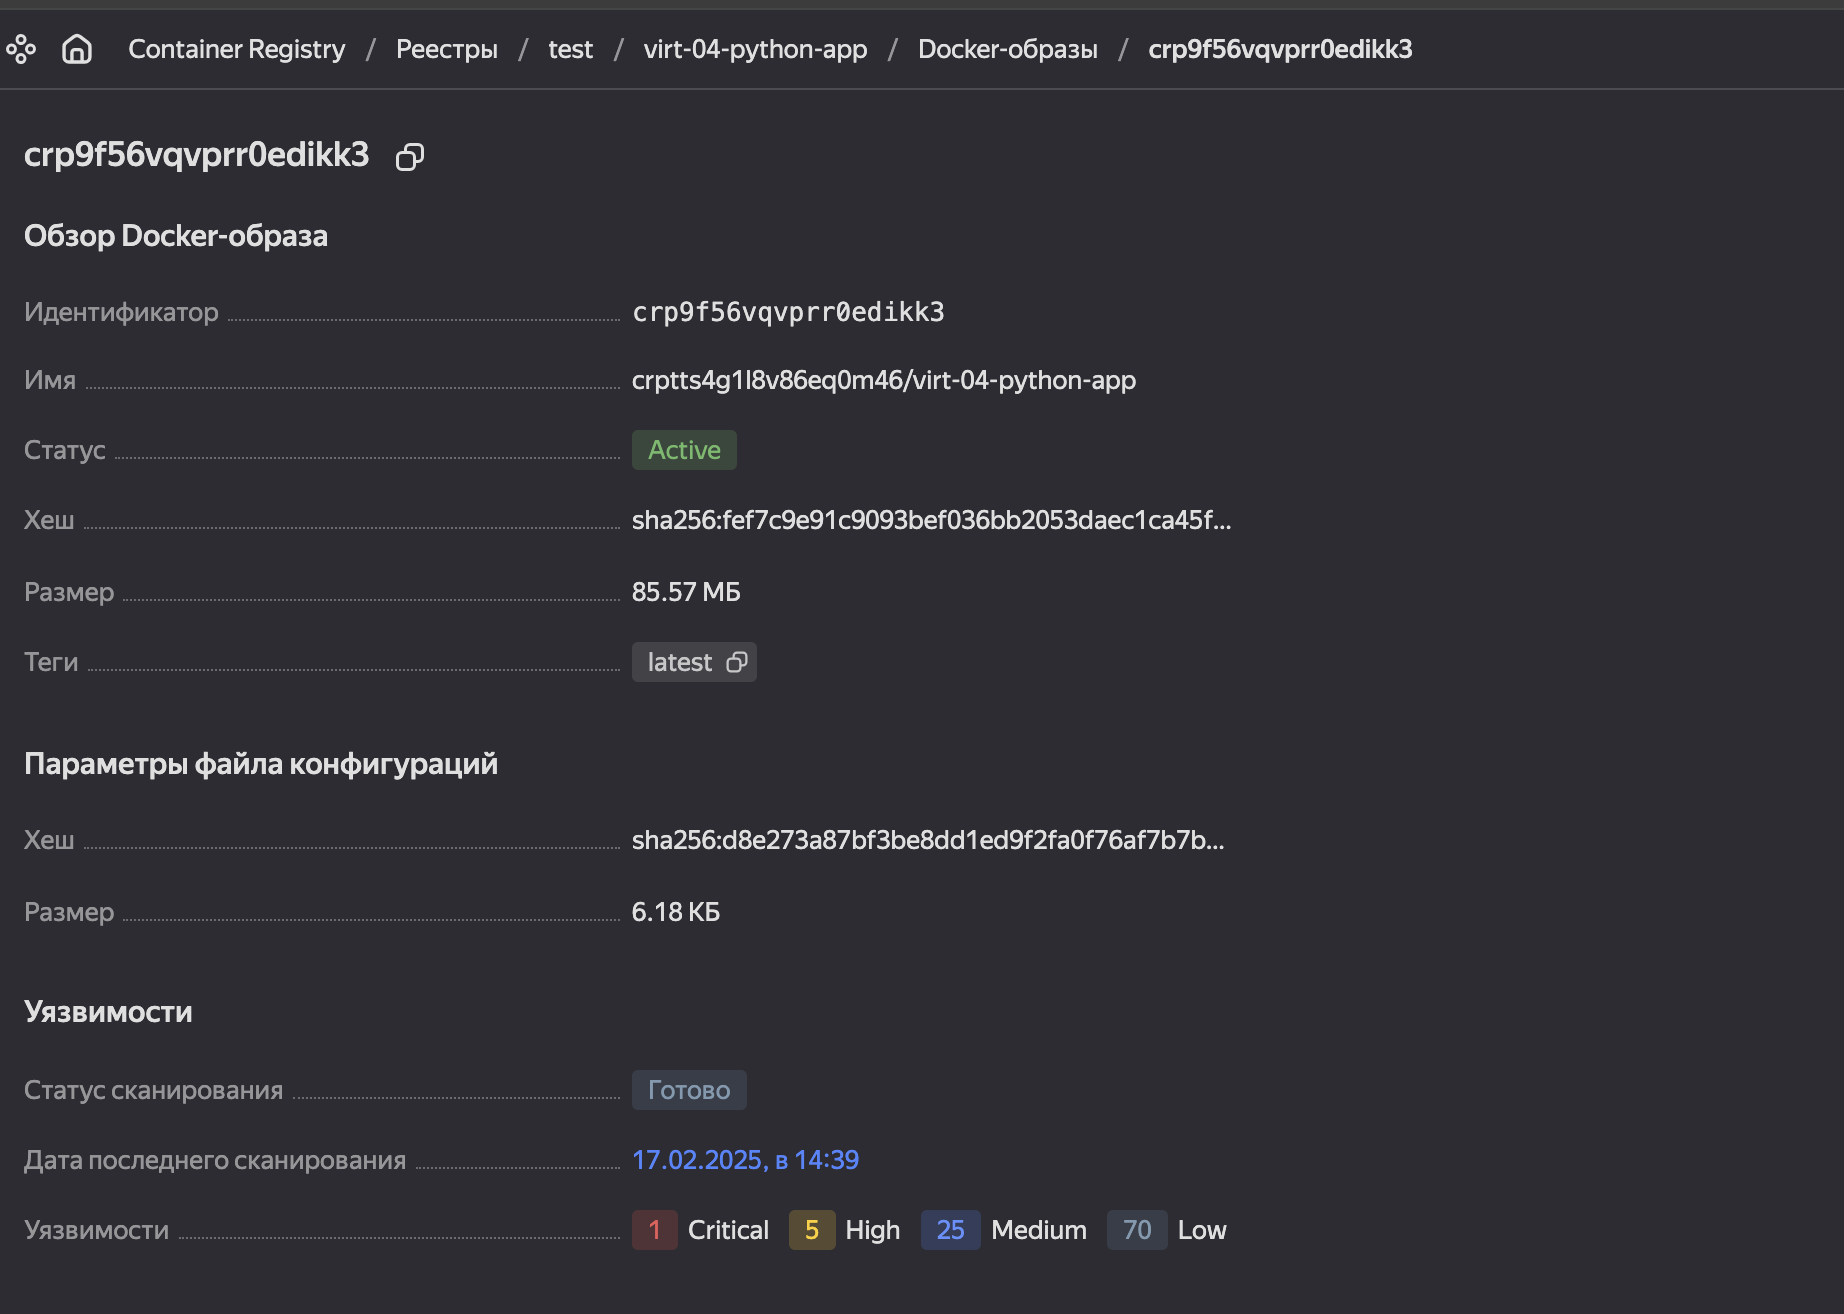 Container Registry / Реестры / test / virt-04-python-app / Docker-образы / crp9f56vqvprr0edikk3
crp9f56vqvprr0edikk3
Обзор Docker-образа
Идентификатор crp9f56vqvprr0edikk3
Имя crptts4g1l8v86eq0m46/virt-04-python-app
Статус Active
Хеш sha256:fef7c9e91c9093bef036bb2053daec1ca45f...
Размер 85.57 МБ
Теги latest
Параметры файла конфигураций
Хеш sha256:d8e273a87bf3be8dd1ed9f2fa0f76af7b7b...
Размер 6.18 КБ
Уязвимости
Статус сканирования Готово
Дата последнего сканирования 17.02.2025, в 14:39
Уязвимости 1 Critical 5 High 25 Medium 70 Low